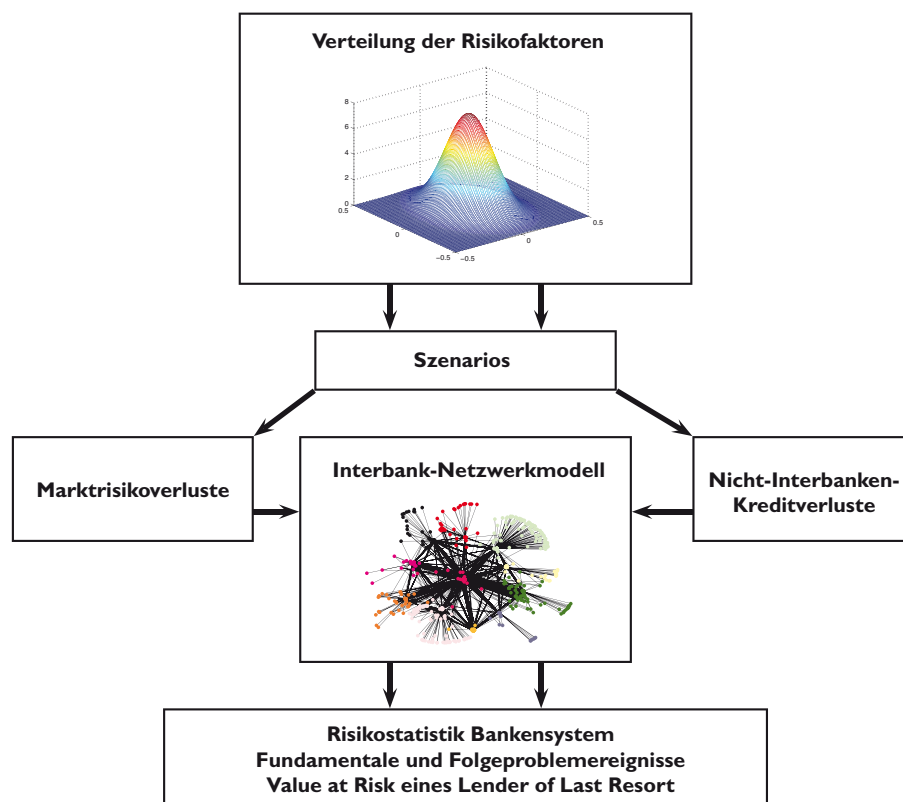 Verteilung der Risikofaktoren
8
6
4
2
0
0.5
0
−0.5
−0.5
0
0.5
Szenarios
Marktrisikoverluste
Interbank-Netzwerkmodell
Nicht-Interbanken-
Kreditverluste
Risikostatistik Bankensystem
Fundamentale und Folgeproblemereignisse
Value at Risk eines Lender of Last Resort